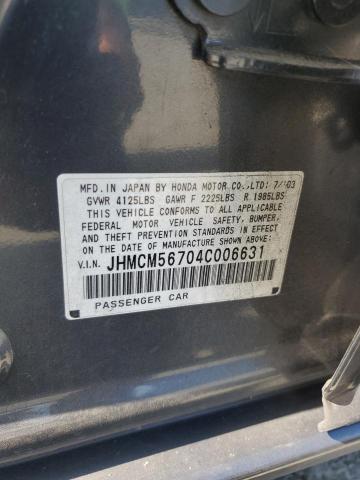 MFD. IN JAPAN BY HONDA MOTOR CO.,LTD: 7/03
GVWR 4125LBS GAWR F 2225LBS R 1985LBS
THIS VEHICLE CONFORMS TO ALL APPLICABLE
FEDERAL MOTOR VEHICLE SAFETY, BUMPER,
AND THEFT PREVENTION STANDARDS IN EFFECT
ON THE DATE OF MANUFACTURE SHOWN ABOVE.
V.I.N. JHMCM56704C006631
PASSENGER CAR